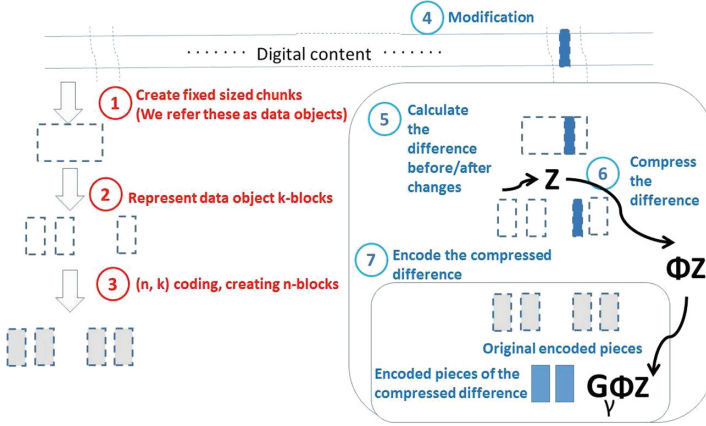 4 Modification
······· Digital content ·······
1 Create fixed sized chunks
(We refer these as data objects)
2 Represent data object k-blocks
3 (n, k) coding, creating n-blocks
5 Calculate
the
difference
before/after
changes
Z
6 Compress
the
difference
ΦZ
7 Encode the compressed
difference
Original encoded pieces
Encoded pieces of the
compressed difference
GΦZ
γ